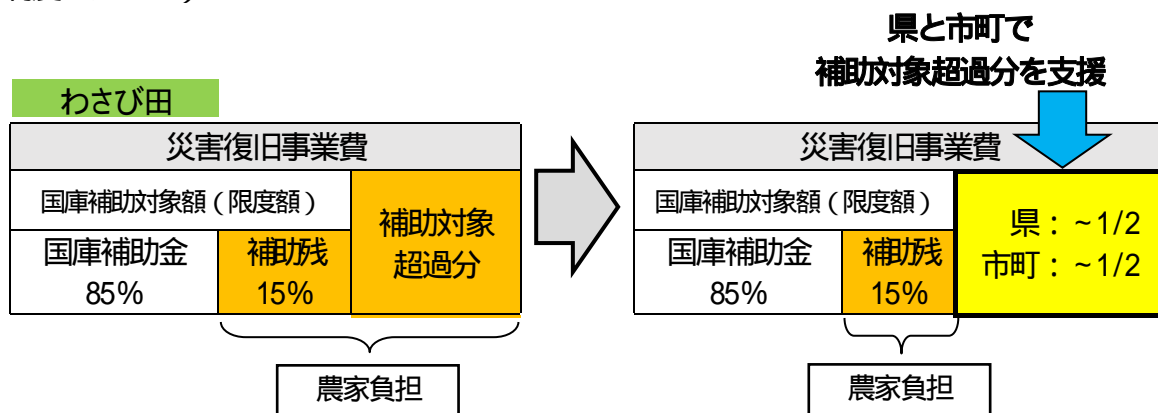 県と市町で
補助対象超過分を支援
わさび田
災害復旧事業費
国庫補助対象額(限度額)
補助対象
超過分
国庫補助金
85%
補助残
15%
農家負担
災害復旧事業費
国庫補助対象額(限度額)
県:~1/2
市町:~1/2
国庫補助金
85%
補助残
15%
農家負担